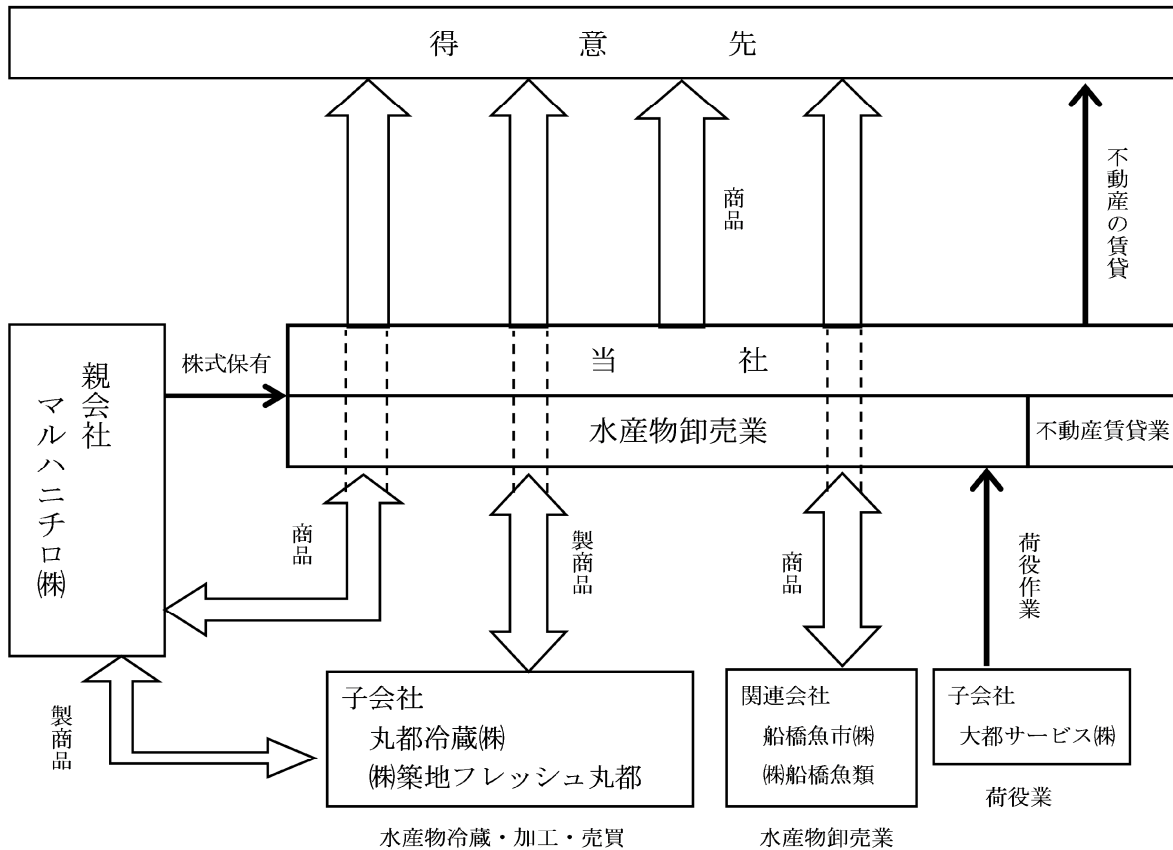 得意先
商品
不動産の賃貸
親会社
マルハニチロ㈱
株式保有
当社
水産物卸売業
不動産賃貸業
商品
製商品
商品
荷役作業
製商品
子会社
丸都冷蔵㈱
㈱築地フレッシュ丸都
水産物冷蔵・加工・売買
関連会社
船橋魚市㈱
㈱船橋魚類
水産物卸売業
子会社
大都サービス㈱
荷役業